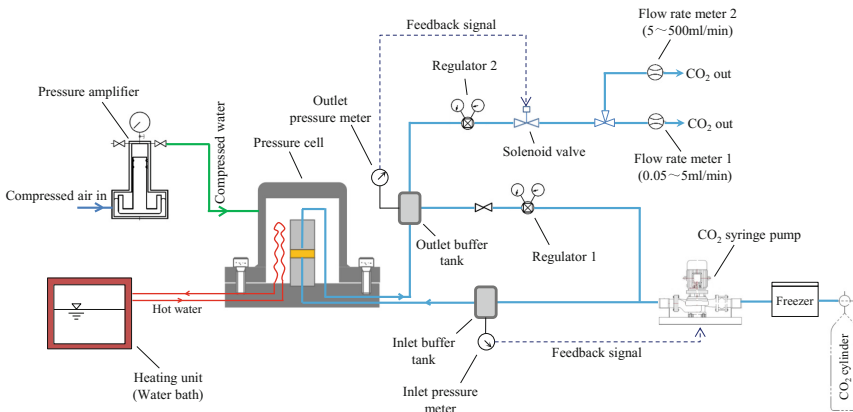 Feedback signal
Flow rate meter 2
(5～500ml/min)
CO2 out
Regulator 2
Pressure amplifier
Outlet
pressure meter
Compressed water
Pressure cell
CO2 out
Solenoid valve
Flow rate meter 1
(0.05～5ml/min)
Compressed air in
Outlet buffer
tank
Regulator 1
CO2 syringe pump
Hot water
Freezer
Inlet buffer
tank
Feedback signal
Heating unit
(Water bath)
Inlet pressure
meter
CO2 cylinder